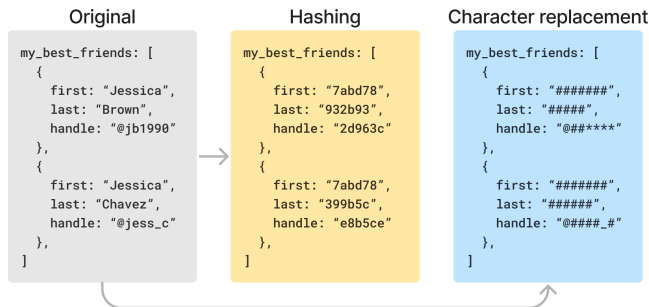 Original
my_best_friends: [
  {
    first: “Jessica”,
    last: “Brown”,
    handle: “@jb1990”
  },
  {
    first: “Jessica”,
    last: “Chavez”,
    handle: “@jess_c”
  },
]
Hashing
my_best_friends: [
  {
    first: “7abd78”,
    last: “932b93”,
    handle: “2d963c”
  },
  {
    first: “7abd78”,
    last: “399b5c”,
    handle: “e8b5ce”
  },
]
Character replacement
my_best_friends: [
  {
    first: “#######”,
    last: “#####”,
    handle: “@##****”
  },
  {
    first: “#######”,
    last: “######”,
    handle: “@####_#”
  },
]